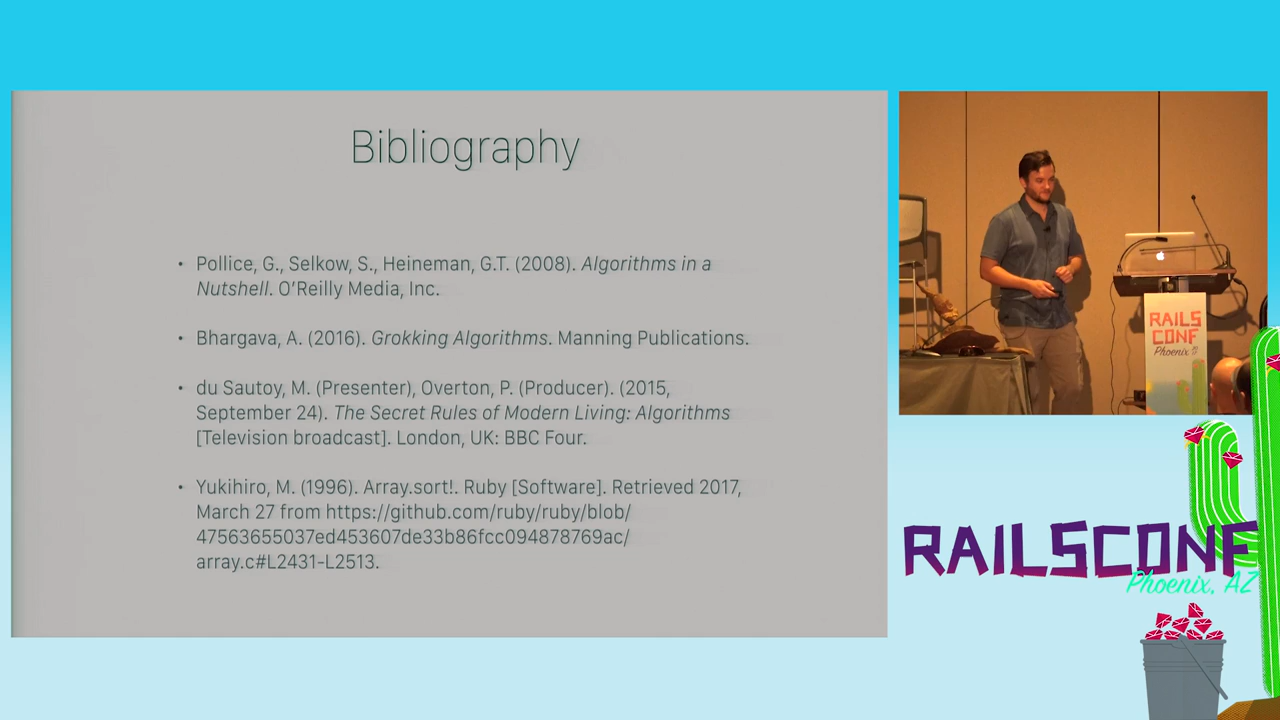 Bibliography
• Pollice, G., Selkow, S., Heineman, G.T. (2008). Algorithms in a
Nutshell. O'Reilly Media, Inc.
• Bhargava, A. (2016). Grokking Algorithms. Manning Publications.
• du Sautoy, M. (Presenter), Overton, P. (Producer). (2015,
September 24). The Secret Rules of Modern Living: Algorithms
[Television broadcast]. London, UK: BBC Four.
• Yukihiro, M. (1996). Array.sort!. Ruby [Software]. Retrieved 2017,
March 27 from https://github.com/ruby/ruby/blob/
47563655037ed453607de33b86fcc094878769ac/
array.c#L2431-L2513.
RAILS
CONF
Phoenix
RAILSCONF
Phoenix, AZ